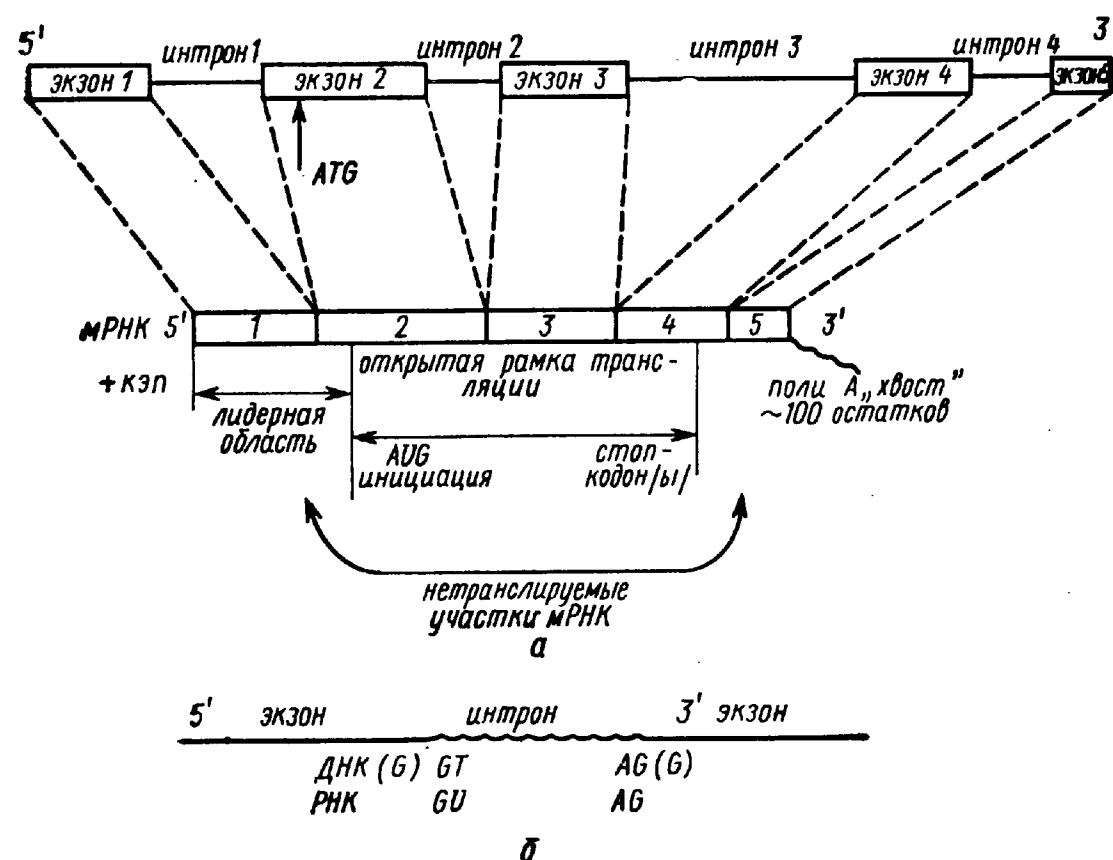 5' 3
интрон 1 интрон 2 интрон 3 интрон 4
экзон 1 экзон 2 экзон 3 экзон 4 экзон
ATG
мРНК 5' 1 2 3 4 5 3'
открытая рамка транс-
ляции
+кэп
лидерная
область
AUG
инициация
стоп-
кодон/ы/
поли А „хвост”
~100 остатков
нетранслируемые
участки мРНК
а
5' экзон интрон 3' экзон
ДНК (G) GT AG (G)
РНК GU AG
б